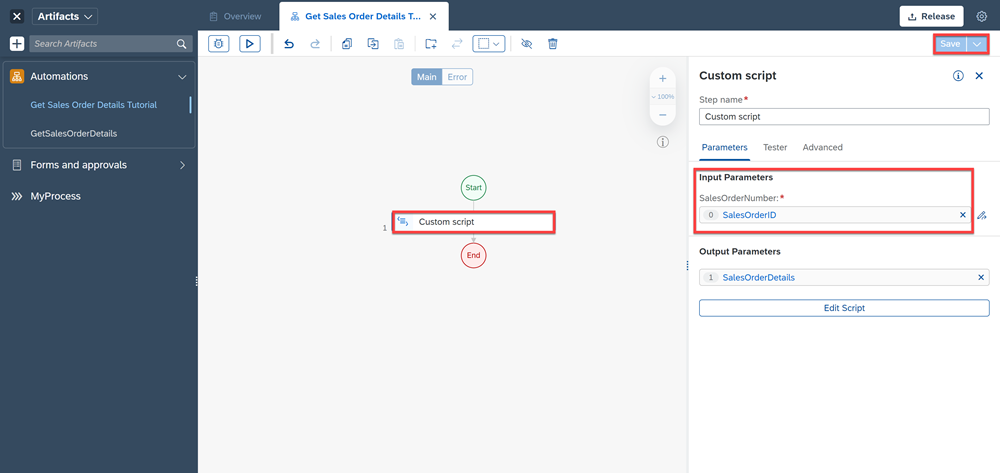 Artifacts
Overview
Get Sales Order Details T...
Release
Search Artifacts
Save
Automations
Get Sales Order Details Tutorial
GetSalesOrderDetails
Forms and approvals
MyProcess
Main
Error
100%
Start
1
Custom script
End
Custom script
Step name*
Custom script
Parameters
Tester
Advanced
Input Parameters
SalesOrderNumber:*
0 SalesOrderID
Output Parameters
1 SalesOrderDetails
Edit Script